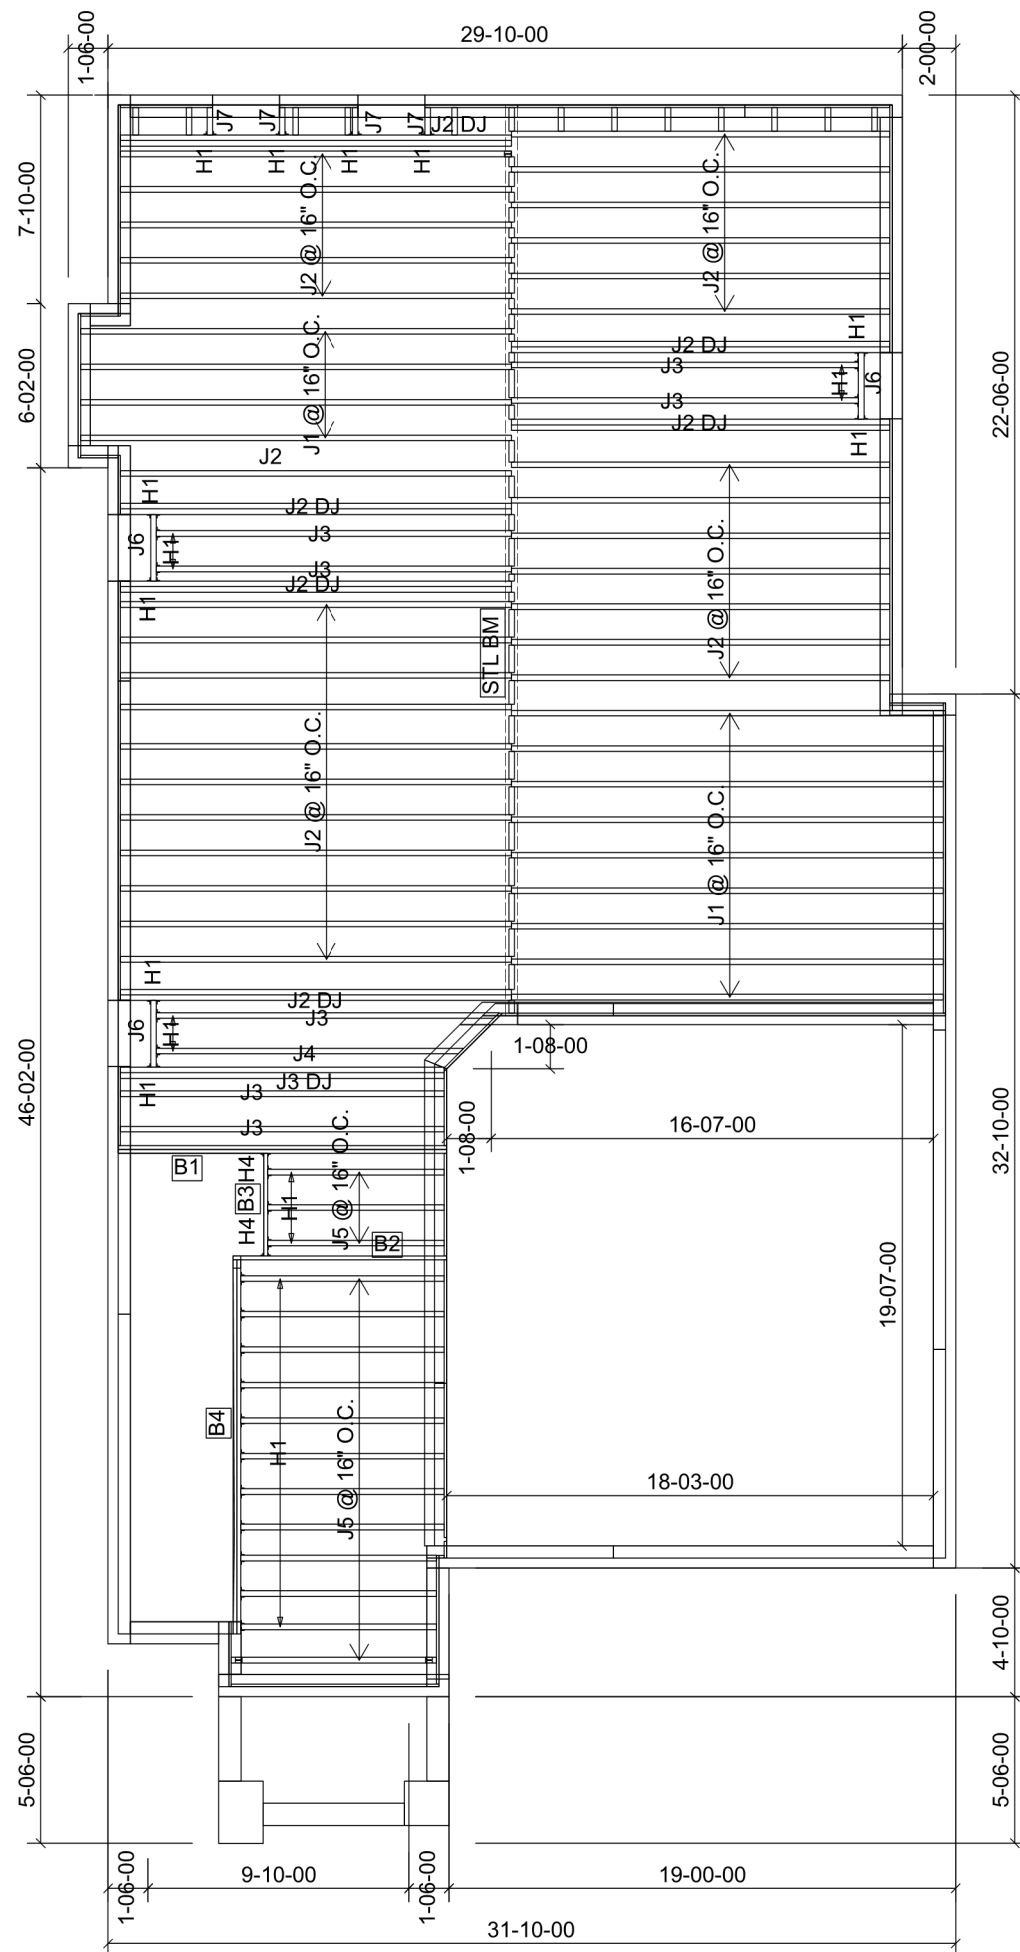 1-06-00
29-10-00
2-00-00
J7
J7
J7
J7
J2 DJ
H1
H1
H1
H1
7-10-00
J2 @ 16" O.C.
J2 @ 16" O.C.
6-02-00
J1 @ 16" O.C.
H1
J2 DJ
J3
H1
J6
J3
J2 DJ
H1
22-06-00
J2
H1
J2 DJ
J3
J6
H1
J3
J2 DJ
H1
STL BM
J2 @ 16" O.C.
J2 @ 16" O.C.
J1 @ 16" O.C.
H1
J2 DJ
J3
J6
H1
J4
J3 DJ
H1
J3
J3
46-02-00
1-08-00
1-08-00
16-07-00
32-10-00
B1
H4
B3
H4
H1
J5 @ 16" O.C.
B2
19-07-00
B4
H1
J5 @ 16" O.C.
18-03-00
4-10-00
5-06-00
5-06-00
1-06-00
9-10-00
1-06-00
19-00-00
31-10-00